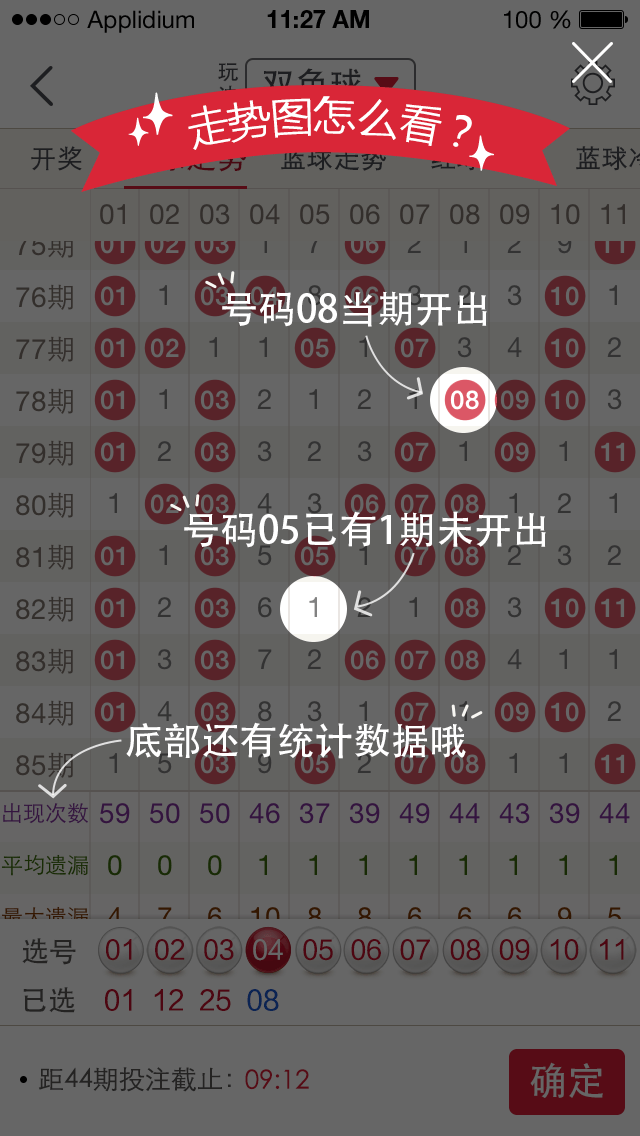 ●●●○○ Applidium 11:27 AM 100 %
玩 双色球
走势图怎么看？
开奖 走势 蓝球走势 红 蓝球冷
01 02 03 04 05 06 07 08 09 10 11
75期 01 02 03 1 7 06 2 1 2 9 11
76期 01 1 03 04 06 3 10 1
号码08当期开出
77期 01 02 1 1 05 1 07 3 4 10 2
78期 01 1 03 2 1 2 1 08 09 10 3
79期 01 2 03 3 2 3 07 1 09 1 11
80期 1 02 03 4 3 06 07 08 1 2 1
号码05已有1期未开出
81期 01 1 03 5 05 1 07 08 2 3 2
82期 01 2 03 6 1 2 1 08 3 10 11
83期 01 3 03 7 2 06 07 08 4 1 1
84期 01 4 03 8 3 1 07 1 09 10 2
底部还有统计数据哦
85期 1 5 03 9 05 2 07 08 1 1 11
出现次数 59 50 50 46 37 39 49 44 43 39 44
平均遗漏 0 0 0 1 1 1 1 1 1 1 1
最大遗漏 4 7 6 10 8 8 6 6 6 9 5
选号 01 02 03 04 05 06 07 08 09 10 11
已选 01 12 25 08
• 距44期投注截止：09:12
确定